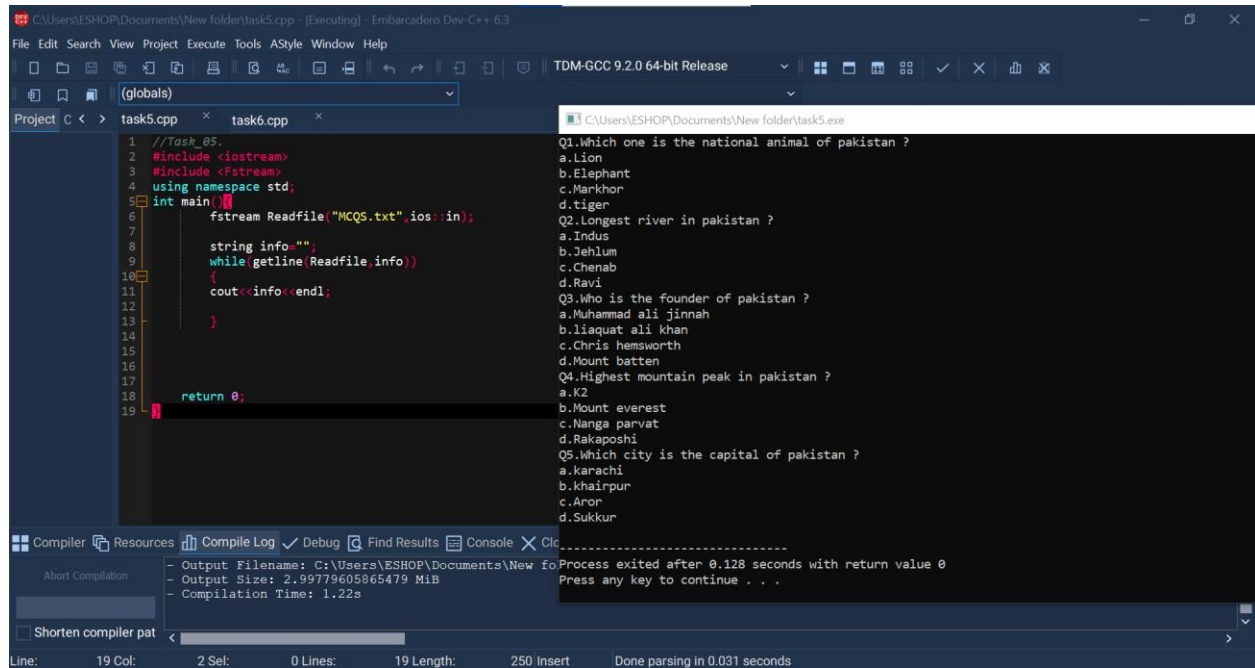 C:\Users\ESHOP\Documents\New folder\task5.cpp - [Executing] - Embarcadero Dev-C++ 6.3
File Edit Search View Project Execute Tools AStyle Window Help
TDM-GCC 9.2.0 64-bit Release
(globals)
Project C < > task5.cpp × task6.cpp ×
1 //Task_05.
2 #include <iostream>
3 #include <Fstream>
4 using namespace std;
5 int main(){
6 fstream Readfile("MCQS.txt",ios::in);
7
8 string info="";
9 while(getline(Readfile,info))
10 {
11 cout<<info<<endl;
12
13 }
14
15
16
17
18 return 0;
19 }
C:\Users\ESHOP\Documents\New folder\task5.exe
Q1.Which one is the national animal of pakistan ?
a.Lion
b.Elephant
c.Markhor
d.tiger
Q2.Longest river in pakistan ?
a.Indus
b.Jehlum
c.Chenab
d.Ravi
Q3.Who is the founder of pakistan ?
a.Muhammad ali jinnah
b.liaquat ali khan
c.Chris hemsworth
d.Mount batten
Q4.Highest mountain peak in pakistan ?
a.K2
b.Mount everest
c.Nanga parvat
d.Rakaposhi
Q5.Which city is the capital of pakistan ?
a.karachi
b.khairpur
c.Aror
d.Sukkur
--------------------------------
Process exited after 0.128 seconds with return value 0
Press any key to continue . . .
Compiler Resources Compile Log Debug Find Results Console Clo
Abort Compilation
- Output Filename: C:\Users\ESHOP\Documents\New fo
- Output Size: 2.99779605865479 MiB
- Compilation Time: 1.22s
Shorten compiler pat
Line: 19 Col: 2 Sel: 0 Lines: 19 Length: 250 Insert Done parsing in 0.031 seconds